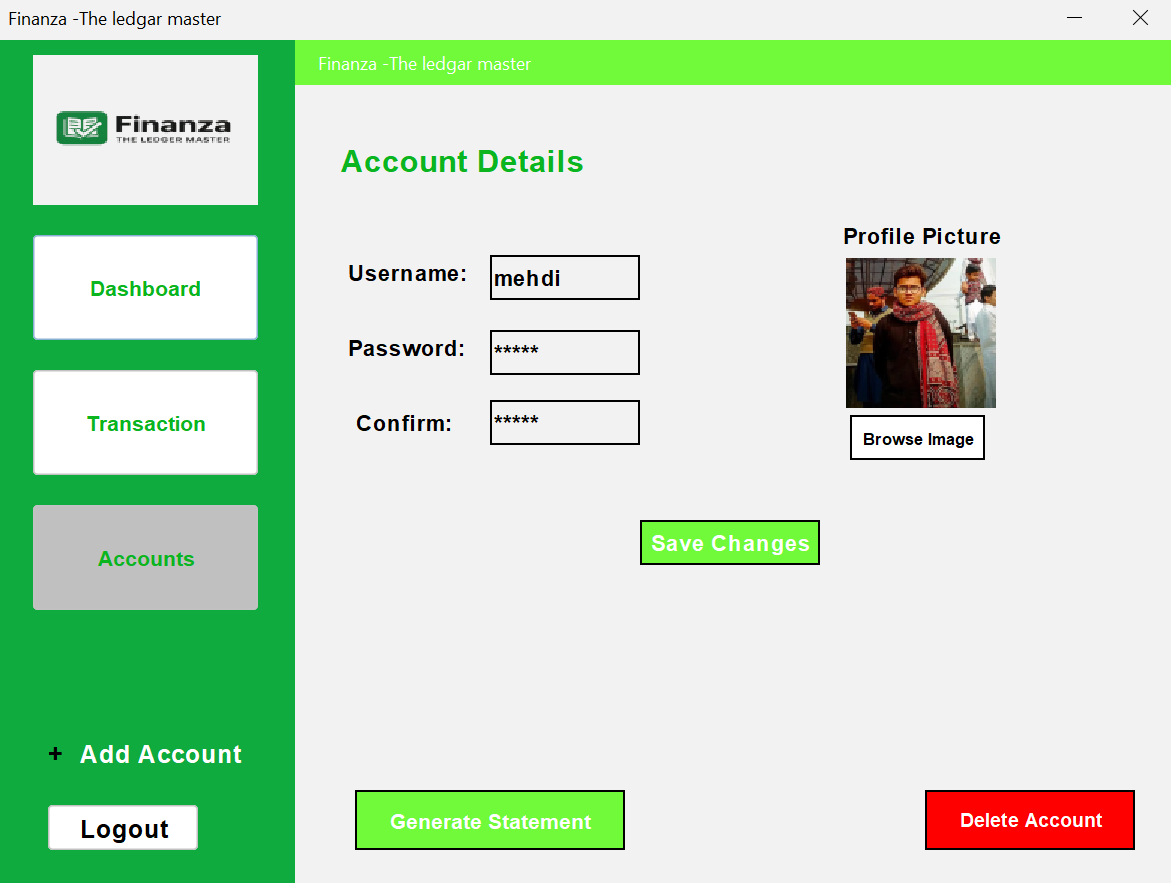 Finanza -The ledgar master
Finanza -The ledgar master
Finanza
THE LEDGER MASTER
Dashboard
Transaction
Accounts
+ Add Account
Logout
Account Details
Username: mehdi
Password: *****
Confirm: *****
Profile Picture
Browse Image
Save Changes
Generate Statement
Delete Account